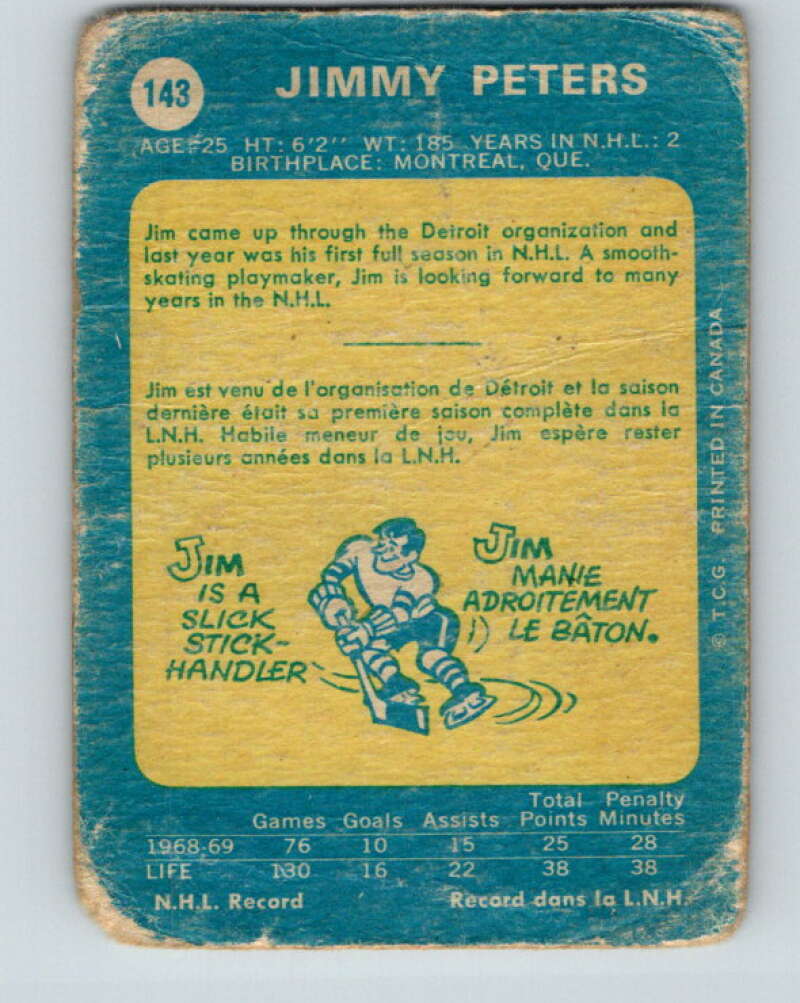 143
JIMMY PETERS
AGE: 25 HT: 6'2'' WT: 185 YEARS IN N.H.L.: 2
BIRTHPLACE: MONTREAL, QUE.
Jim came up through the Detroit organization and
last year was his first full season in N.H.L. A smooth-
skating playmaker, Jim is looking forward to many
years in the N.H.L.
Jim est venu de l'organisation de Détroit et la saison
dernière était sa première saison complète dans la
L.N.H. Habile meneur de jeu, Jim espère rester
plusieurs années dans la L.N.H.
JIM
IS A
SLICK
STICK-
HANDLER
JIM
MANIE
ADROITEMENT
LE BÂTON.
© T.C.G. PRINTED IN CANADA
Games Goals Assists Total Points Penalty Minutes
1968-69 76 10 15 25 28
LIFE 130 16 22 38 38
N.H.L. Record Record dans la L.N.H.